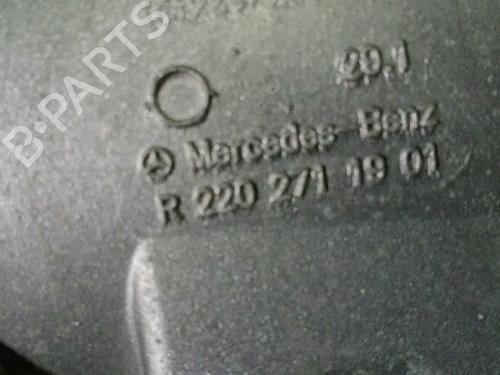 B-PARTS
29.1
Mercedes-Benz
R 220 271 19 01